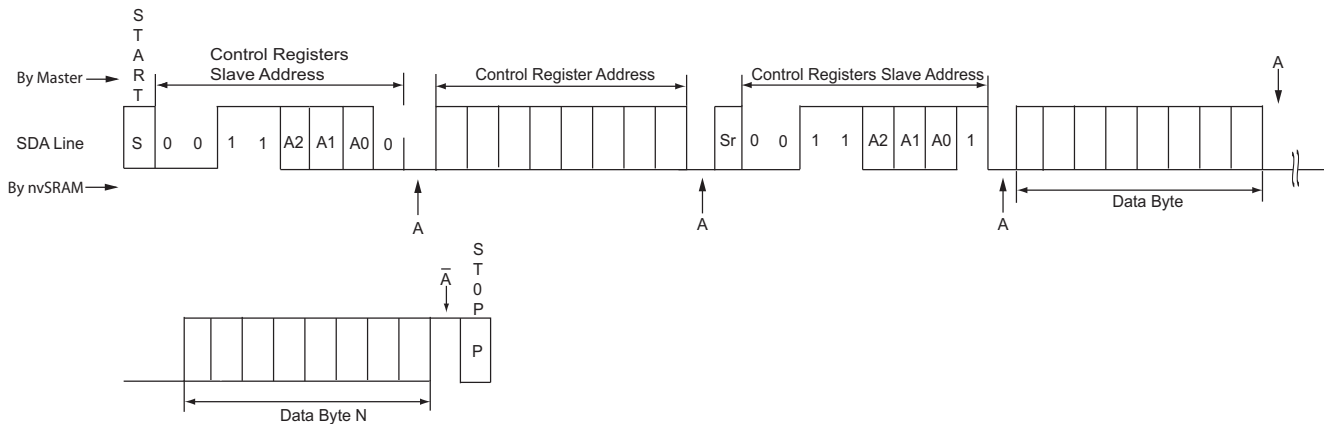 START
Control Registers
Slave Address
By Master
Control Register Address
Control Registers Slave Address
A
SDA Line
S 0 0 1 1 A2 A1 A0 0
Sr 0 0 1 1 A2 A1 A0 1
By nvSRAM
A
A
A
Data Byte
ST0P
A̅
P
Data Byte N